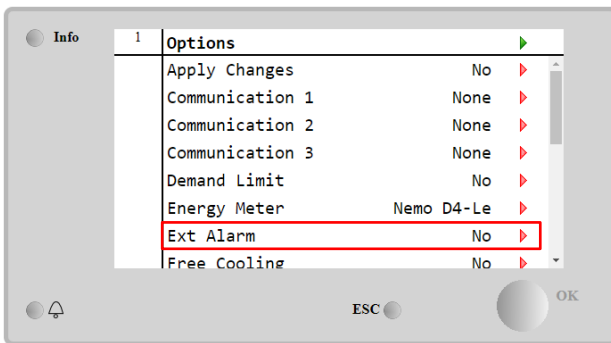 Info
1 Options
Apply Changes No
Communication 1 None
Communication 2 None
Communication 3 None
Demand Limit No
Energy Meter Nemo D4-Le
Ext Alarm No
Free Cooling No
OK
ESC